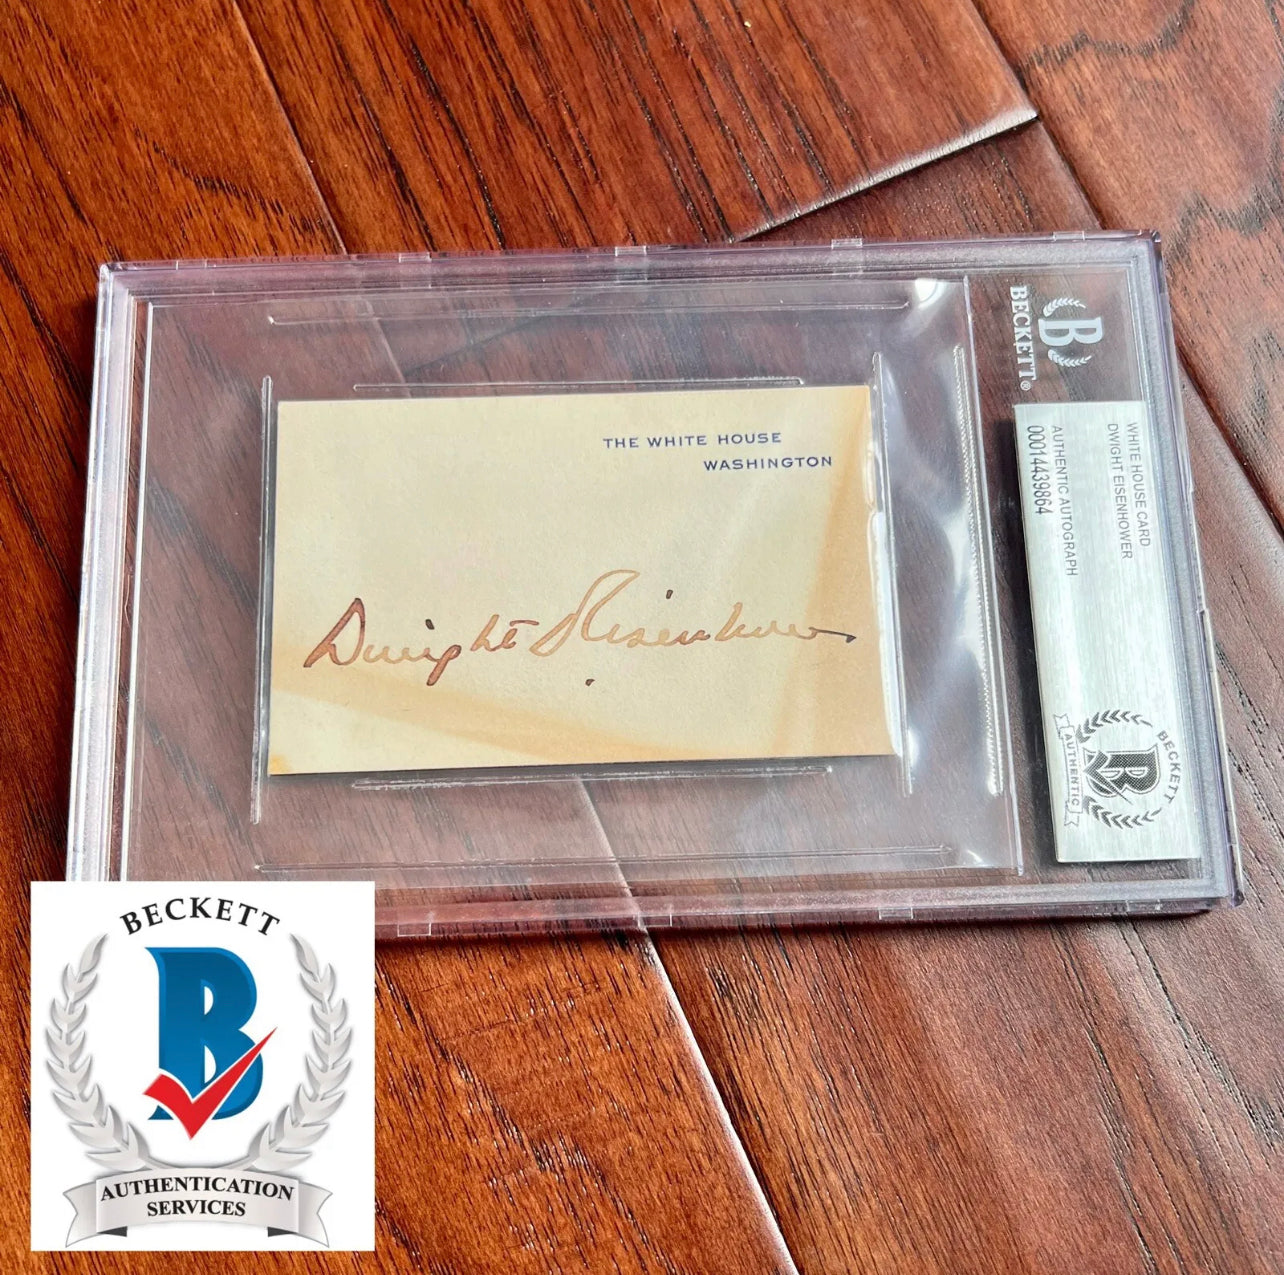 THE WHITE HOUSE
WASHINGTON
Dwight Eisenhower
BECKETT®
B
WHITE HOUSE CARD
DWIGHT EISENHOWER
AUTHENTIC AUTOGRAPH
00014439864
BECKETT
B
AUTHENTIC
BECKETT
B
AUTHENTICATION
SERVICES